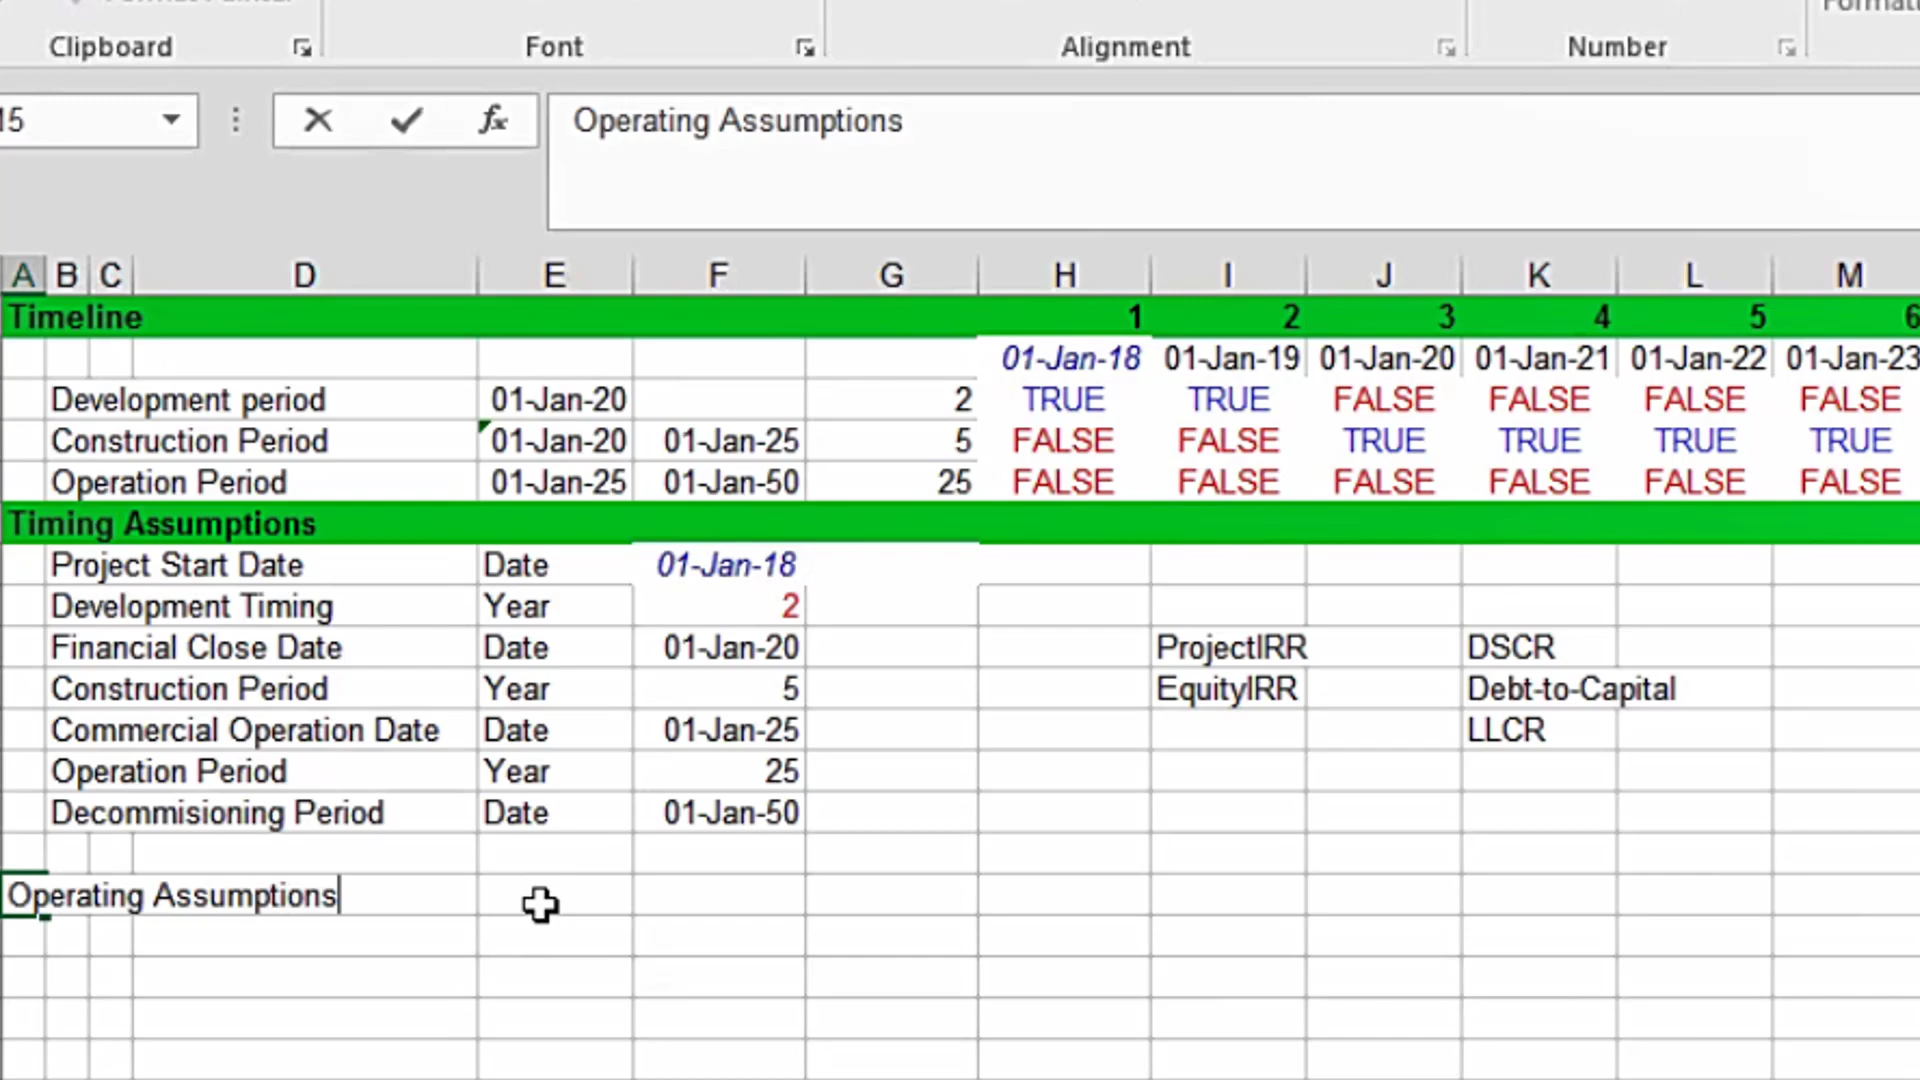 Clipboard Font Alignment Number
15 fx Operating Assumptions
A B C D E F G H I J K L M
Timeline 1 2 3 4 5 6
01-Jan-18 01-Jan-19 01-Jan-20 01-Jan-21 01-Jan-22 01-Jan-23
Development period 01-Jan-20 2 TRUE TRUE FALSE FALSE FALSE FALSE
Construction Period 01-Jan-20 01-Jan-25 5 FALSE FALSE TRUE TRUE TRUE TRUE
Operation Period 01-Jan-25 01-Jan-50 25 FALSE FALSE FALSE FALSE FALSE FALSE
Timing Assumptions
Project Start Date Date 01-Jan-18
Development Timing Year 2
Financial Close Date Date 01-Jan-20 ProjectIRR DSCR
Construction Period Year 5 EquityIRR Debt-to-Capital
Commercial Operation Date Date 01-Jan-25 LLCR
Operation Period Year 25
Decommisioning Period Date 01-Jan-50
Operating Assumptions